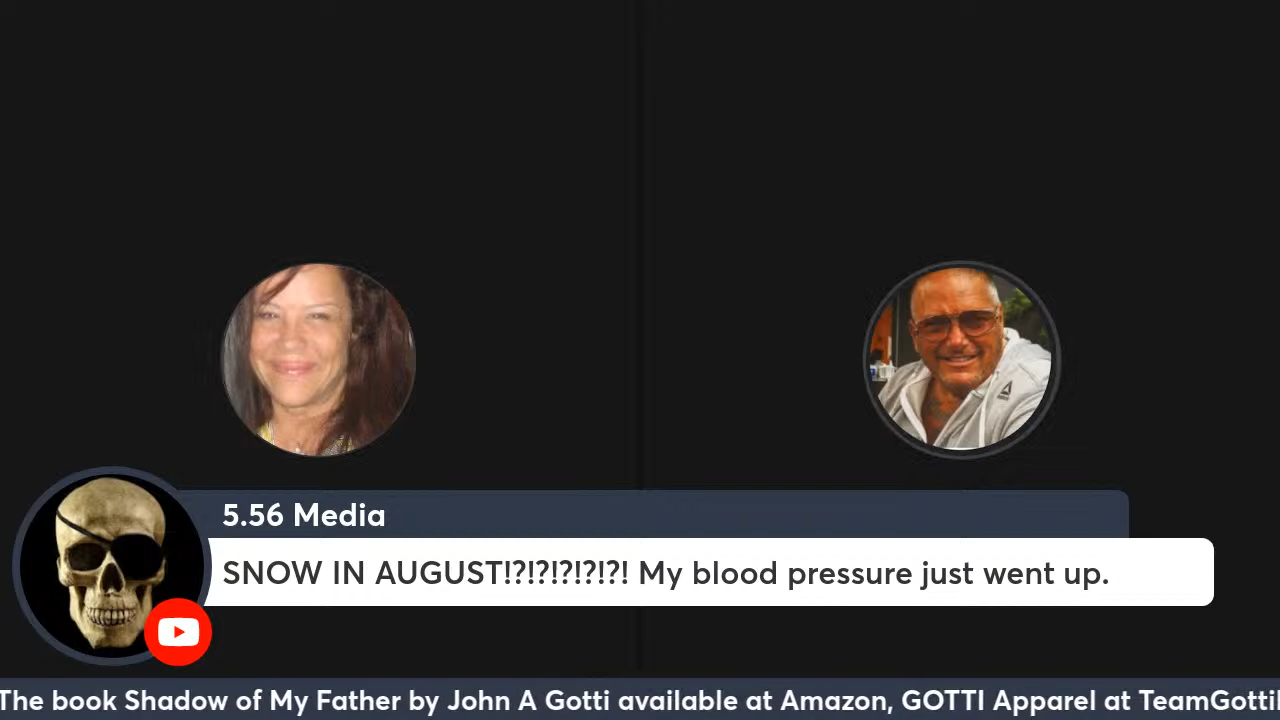 5.56 Media
SNOW IN AUGUST!?!?!?!?!?! My blood pressure just went up.
The book Shadow of My Father by John A Gotti available at Amazon, GOTTI Apparel at TeamGotti